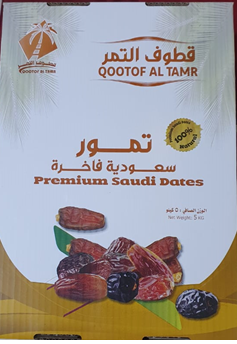 قطوف التمر
QOOTOF AL TAMR
قطوف التمر
QOOTOF AL TAMR
100%
Natural
تمور
سعودية فاخرة
Premium Saudi Dates
الوزن الصافي : ٥ كيلو
Net Weight: 5 KG